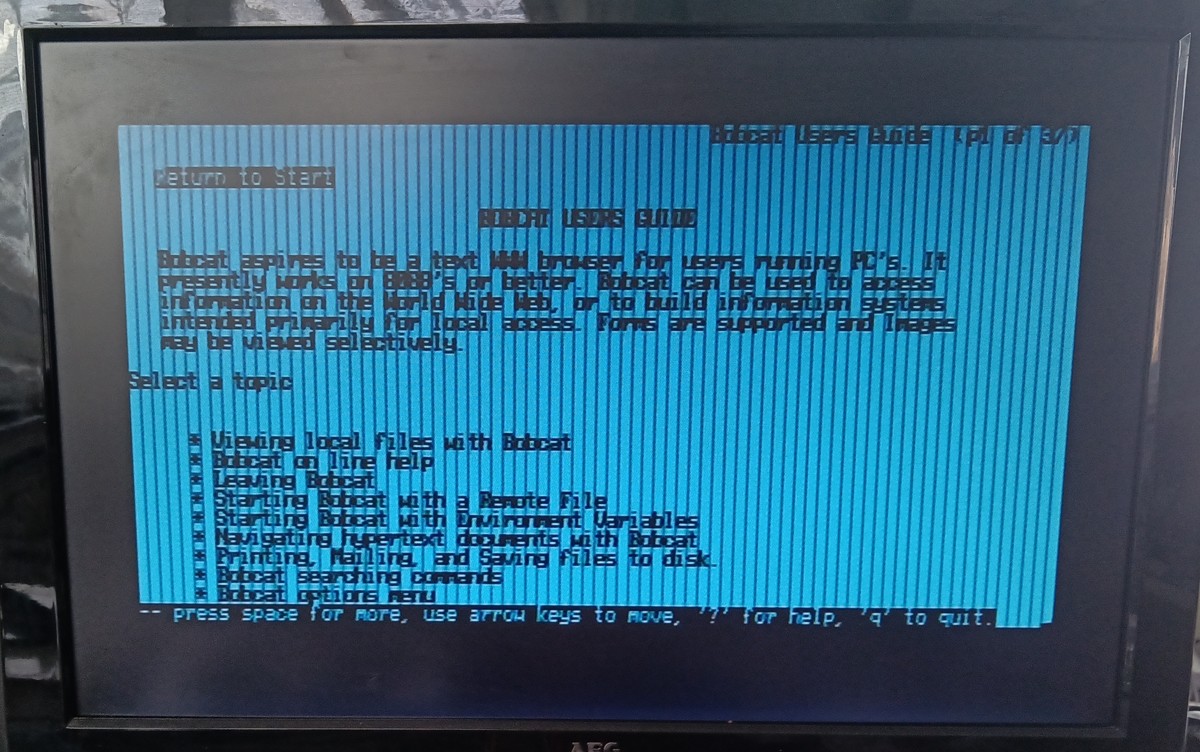 Bobcat Users Guide (p1 of 37)
Return to Start
BOBCAT USERS GUIDE
Bobcat aspires to be a text WWW browser for users running PC's. It
presently works on 8088's or better. Bobcat can be used to access
information on the World Wide Web, or to build information systems
intended primarily for local access. Forms are supported and Images
may be viewed selectively.
Select a topic
* Viewing local files with Bobcat
* Bobcat on line help
* Leaving Bobcat
* Starting Bobcat with a Remote File
* Starting Bobcat with Environment Variables
* Navigating hypertext documents with Bobcat
* Printing, Mailing, and Saving files to disk.
* Bobcat searching commands
* Bobcat options menu
-- press space for more, use arrow keys to move, '?' for help, 'q' to quit.
AEG